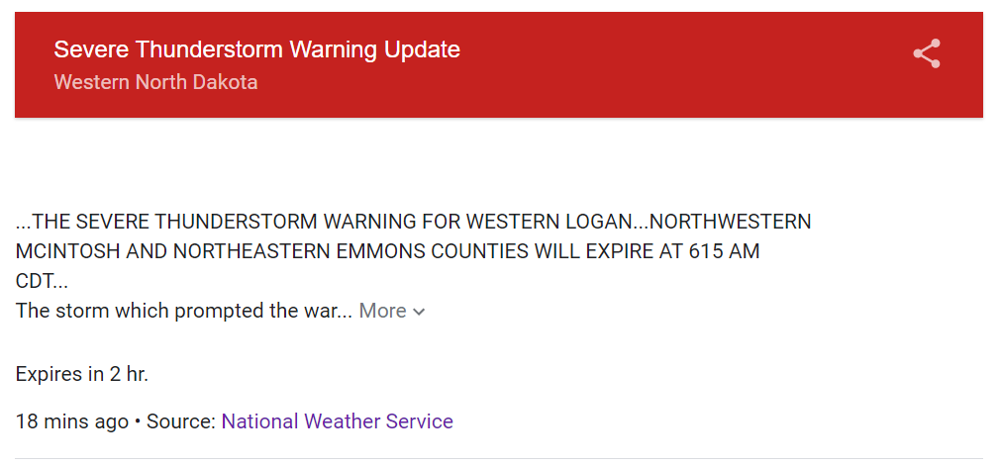 Severe Thunderstorm Warning Update
Western North Dakota
...THE SEVERE THUNDERSTORM WARNING FOR WESTERN LOGAN...NORTHWESTERN
MCINTOSH AND NORTHEASTERN EMMONS COUNTIES WILL EXPIRE AT 615 AM
CDT...
The storm which prompted the war... More
Expires in 2 hr.
18 mins ago • Source: National Weather Service